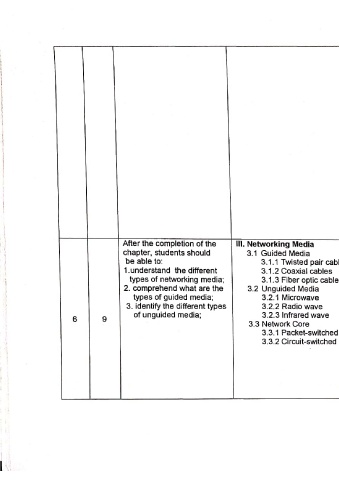 After the completion of the
chapter, students should
be able to:
1.understand the different
types of networking media;
2. comprehend what are the
types of guided media;
3. identify the different types
of unguided media;
6
9
III. Networking Media
3.1 Guided Media
3.1.1 Twisted pair cabl
3.1.2 Coaxial cables
3.1.3 Fiber optic cable
3.2 Unguided Media
3.2.1 Microwave
3.2.2 Radio wave
3.2.3 Infrared wave
3.3 Network Core
3.3.1 Packet-switched
3.3.2 Circuit-switched